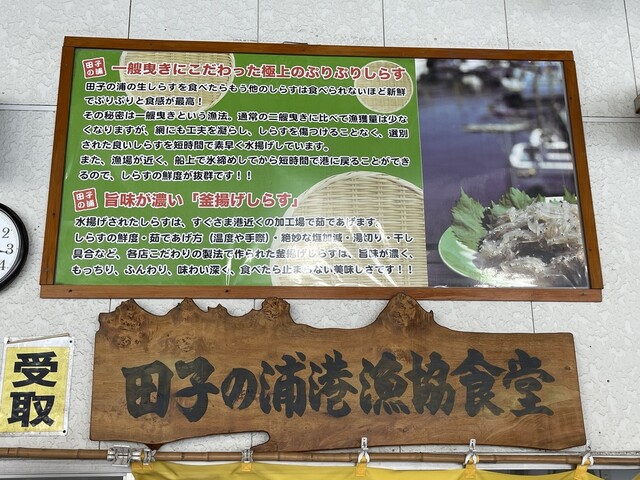 田子の浦 一艘曳きにこだわった極上のぷりぷりしらす
田子の浦の生しらすを食べたらもう他のしらすは食べられないほど新鮮
でぷりぷりと食感が最高！
その秘密は一艘曳きという漁法。通常の二艘曳きに比べて漁獲量は少な
くなりますが、網にも工夫を凝らし、しらすを傷つけることなく、選別
された良いしらすを短時間で素早く水揚げしています。
また、漁場が近く、船上で氷締めしてから短時間で港に戻ることができ
るので、しらすの鮮度が抜群です！！
田子の浦 旨味が濃い「釜揚げしらす」
水揚げされたしらすは、すぐさま港近くの加工場で茹であげます。
しらすの鮮度・茹であげ方（温度や手際）・絶妙な塩加減・湯切り・干し
具合など、各店こだわりの製法で作られた釜揚げしらすは、旨味が濃く、
もっちり、ふんわり、味わい深く、食べたら止まらない美味しさです！！
2
3
4
受取
田子の浦港漁協食堂